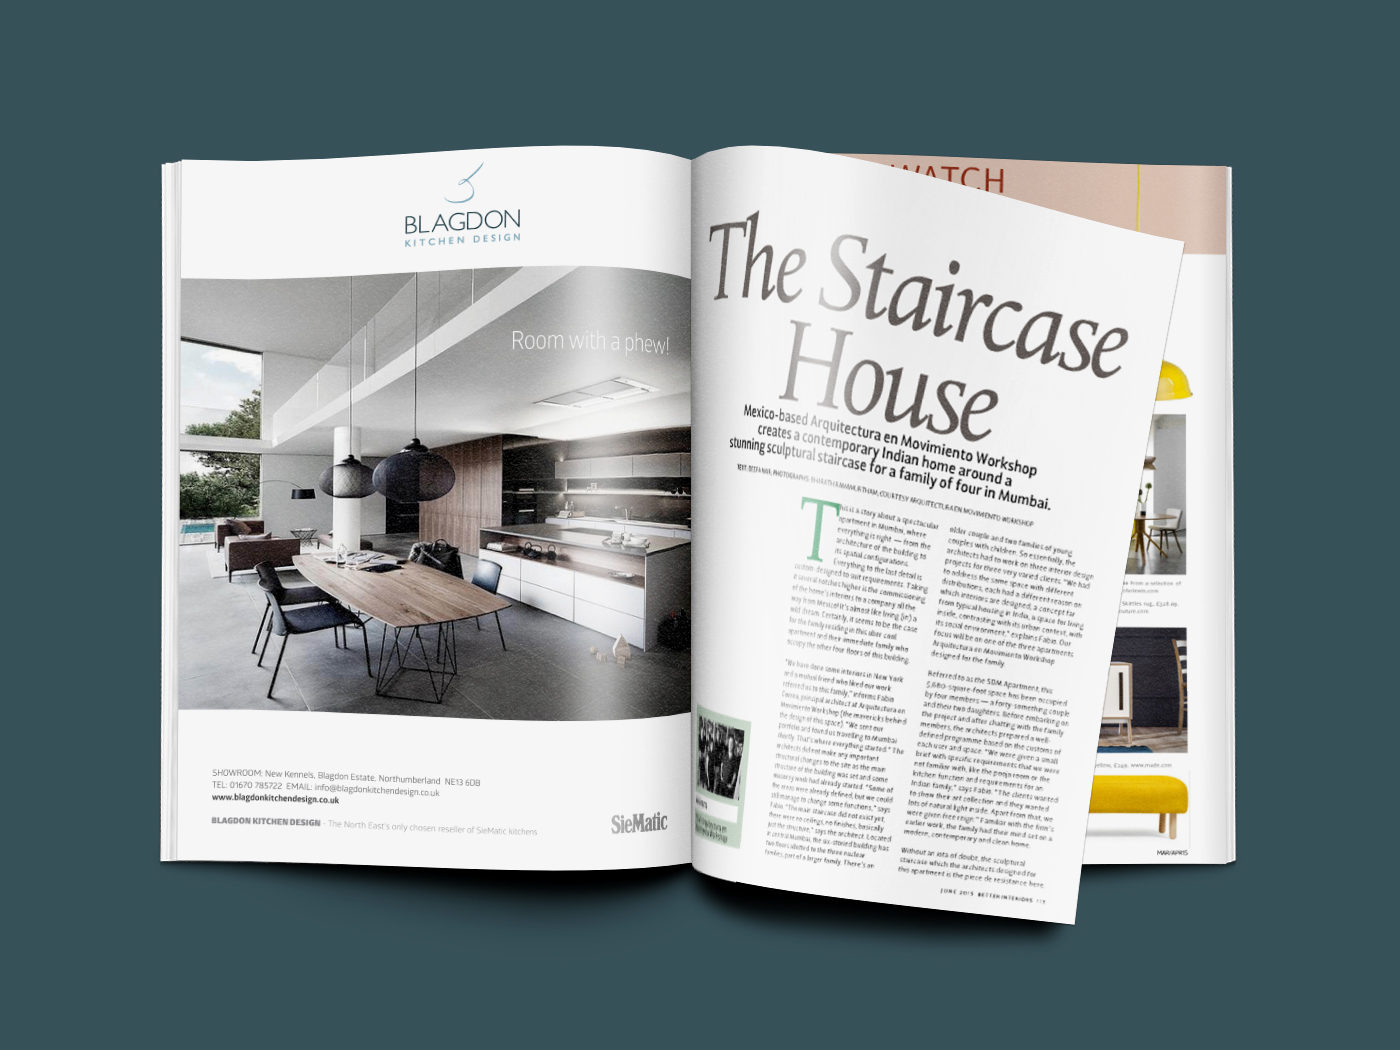 BLAGDON
KITCHEN DESIGN
Room with a phew!
SHOWROOM: New Kennels, Blagdon Estate, Northumberland NE13 6DB
TEL: 01670 785722 EMAIL: info@blagdonkitchendesign.co.uk
www.blagdonkitchendesign.co.uk
BLAGDON KITCHEN DESIGN - The North East's only chosen reseller of SieMatic kitchens
SieMatic
The Staircase
House
Mexico-based Arquitectura en Movimiento Workshop
creates a contemporary Indian home around a
stunning sculptural staircase for a family of four in Mumbai.
COURTESY ARQUITECTURA EN MOVIMIENTO WORKSHOP
This is a story about a spectacular
apartment in Mumbai, where
everything is right — from the
architecture of the building to
its spatial configurations.
Everything to the last detail is
custom-designed to suit requirements. Taking
it several notches higher is the commissioning
of the home's interiors to a company all the
way from Mexico! It's almost like living (in) a
wild dream. Certainly, it seems to be the case
for the family residing in this uber cool
apartment and their immediate family who
occupy the other four floors of this building.
"We have done some interiors in New York
and a mutual friend who liked our work
referred us to this family," informs Fabio
principal architect at Arquitectura en
Movimiento Workshop (the mavericks behind
the design of this space). "We sent our
portfolio and found us travelling to Mumbai
shortly. That's where everything started." The
architects did not make any important
structural changes to the site as the main
structure of the building was set and some
masonry work had already started. "Some of
the areas were already defined, but we could
still manage to change some functions," says
Fabio. "The main staircase did not exist yet,
there were no ceilings, no finishes, basically
just the structure," says the architect. Located
in central Mumbai, the six-storied building has
two floors allotted to the three nuclear
families, part of a larger family. There's an
older couple and two families of young
couples with children. So essentially, the
architects had to work on three interior design
projects for three very varied clients. "We had
to address the same space with different
distributions, each had a different reason on
which interiors are designed, a concept far
from typical housing in India, a space for living
inside, contrasting with its urban context, with
its social environment," explains Fabio. Our
focus will be on one of the three apartments
Arquitectura en Movimiento Workshop
designed for the family.
Referred to as the SDM Apartment, this
5,680-square-foot space has been occupied
by four members — a forty-something couple
and their two daughters. Before embarking on
the project and after chatting with the family
members, the architects prepared a well-
defined programme based on the customs of
each user and space. "We were given a small
brief with specific requirements that we were
not familiar with, like the pooja room or the
kitchen function and requirements for an
Indian family," says Fabio. "The clients wanted
to show their art collection and they wanted
lots of natural light inside. Apart from that, we
were given free reign." Familiar with the firm's
earlier work, the family had their mind set on a
modern, contemporary and clean home.
Without an iota of doubt, the sculptural
staircase which the architects designed for
this apartment is the piece de resistance here.
JUNE 2015 BETTER INTERIORS
WATCH
from a selection of
Skittles rug, £328.99,
yellow, £349, www.made.com